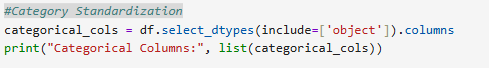 #Category Standardization
categorical_cols = df.select_dtypes(include=['object']).columns
print("Categorical Columns:", list(categorical_cols))